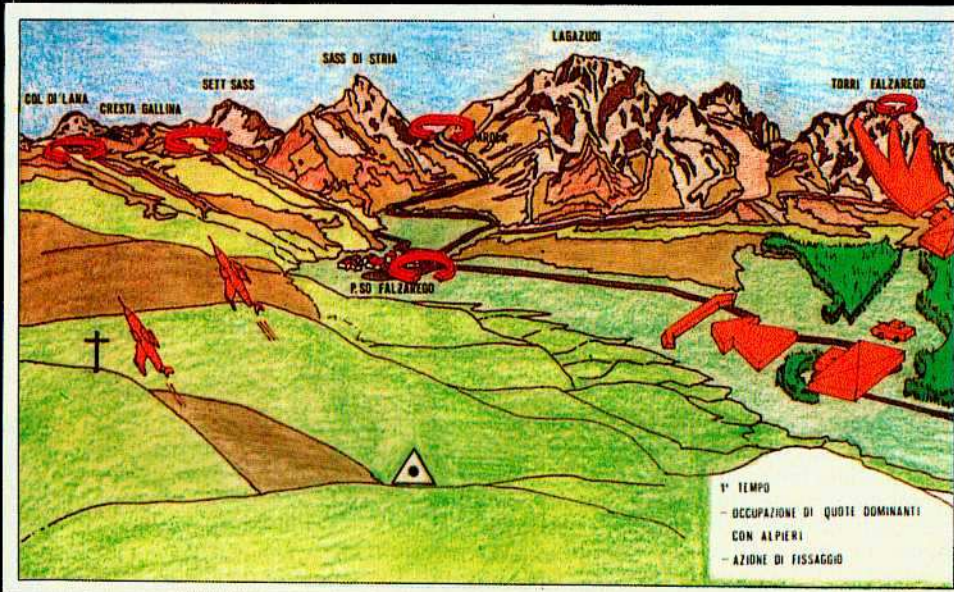 LAGAZUOI
SASS DI STRIA
SETT SASS
TORRI FALZAREGO
COL DI LANA
CRESTA GALLINA
P.SO FALZAREGO
1° TEMPO
- OCCUPAZIONE DI QUOTE DOMINANTI
CON ALPIERI
- AZIONE DI FISSAGGIO